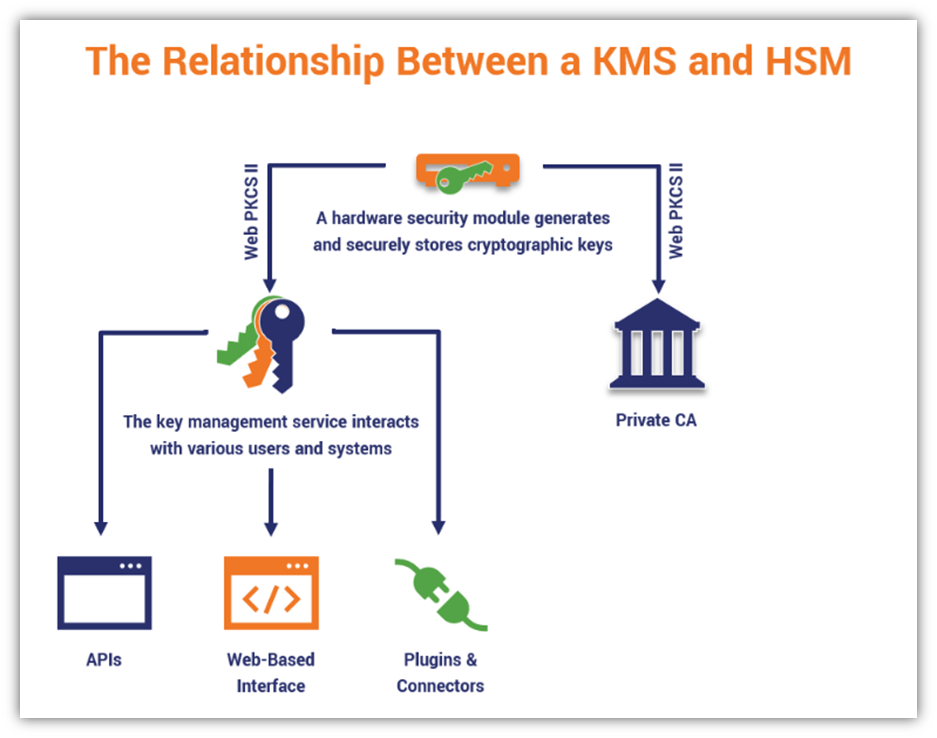 The Relationship Between a KMS and HSM
Web PKCS II
A hardware security module generates
and securely stores cryptographic keys
Web PKCS II
The key management service interacts
with various users and systems
Private CA
APIs
Web-Based
Interface
Plugins &
Connectors